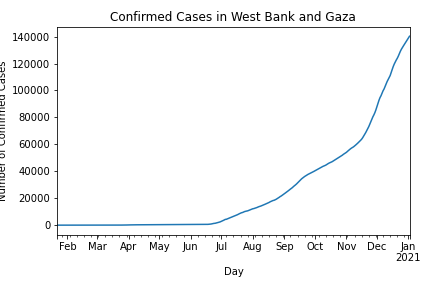 Confirmed Cases in West Bank and Gaza
Number of Confirmed Cases
140000
120000
100000
80000
60000
40000
20000
0
Feb Mar Apr May Jun Jul Aug Sep Oct Nov Dec Jan
2021
Day